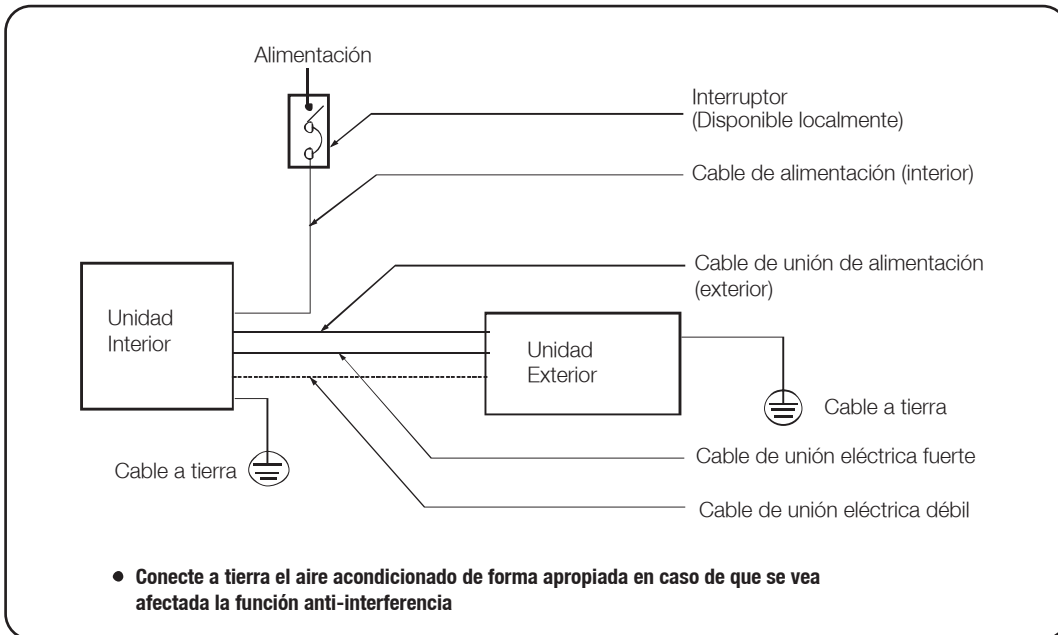 Alimentación
Interruptor
(Disponible localmente)
Cable de alimentación (interior)
Cable de unión de alimentación
(exterior)
Unidad
Interior
Unidad
Exterior
Cable a tierra
Cable de unión eléctrica fuerte
Cable a tierra
Cable de unión eléctrica débil
● Conecte a tierra el aire acondicionado de forma apropiada en caso de que se vea
afectada la función anti-interferencia